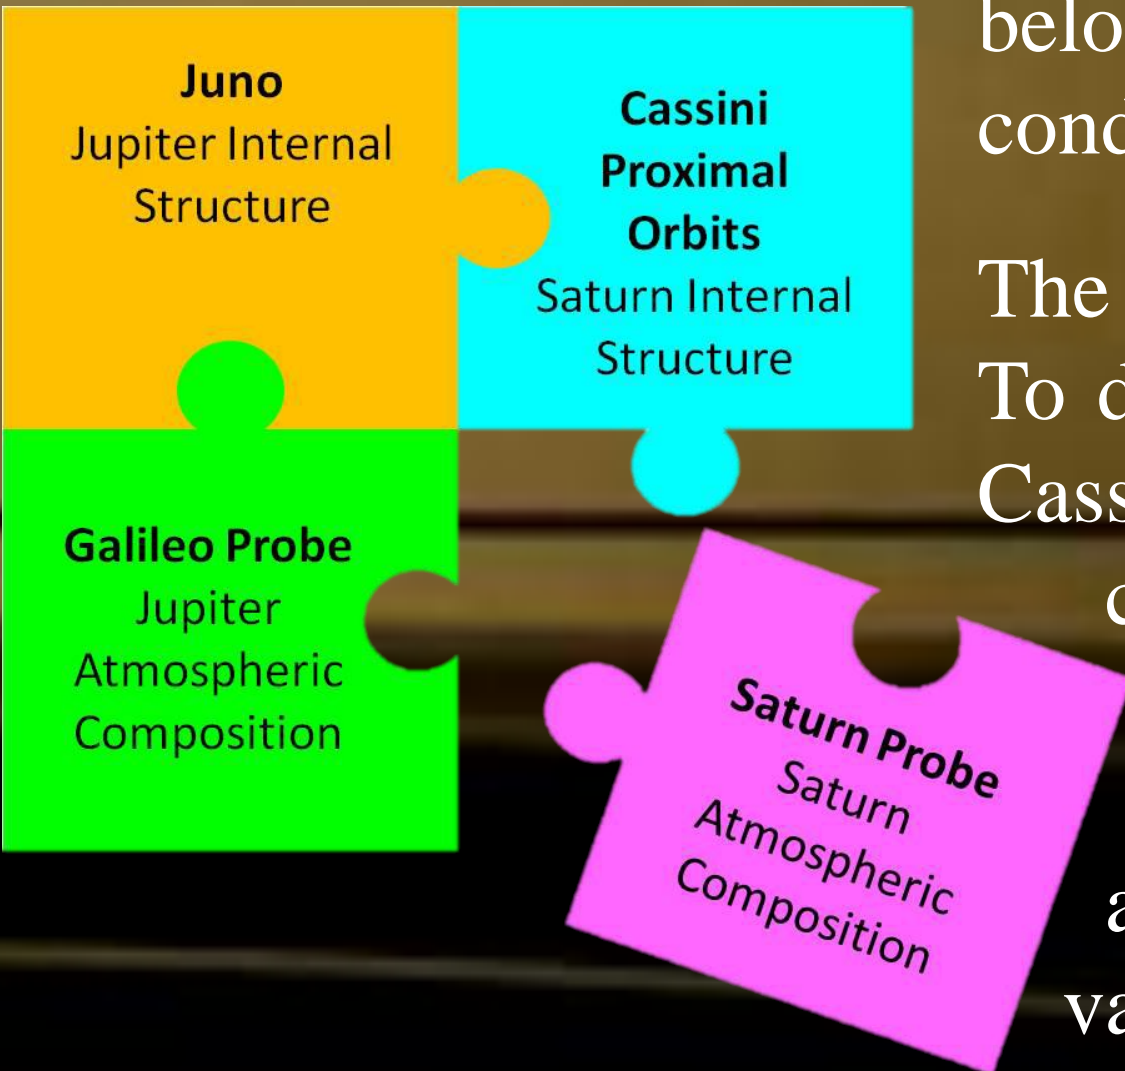 Juno
Jupiter Internal
Structure
Cassini
Proximal
Orbits
Saturn Internal
Structure
Galileo Probe
Jupiter
Atmospheric
Composition
Saturn Probe
Saturn
Atmospheric
Composition
The
To